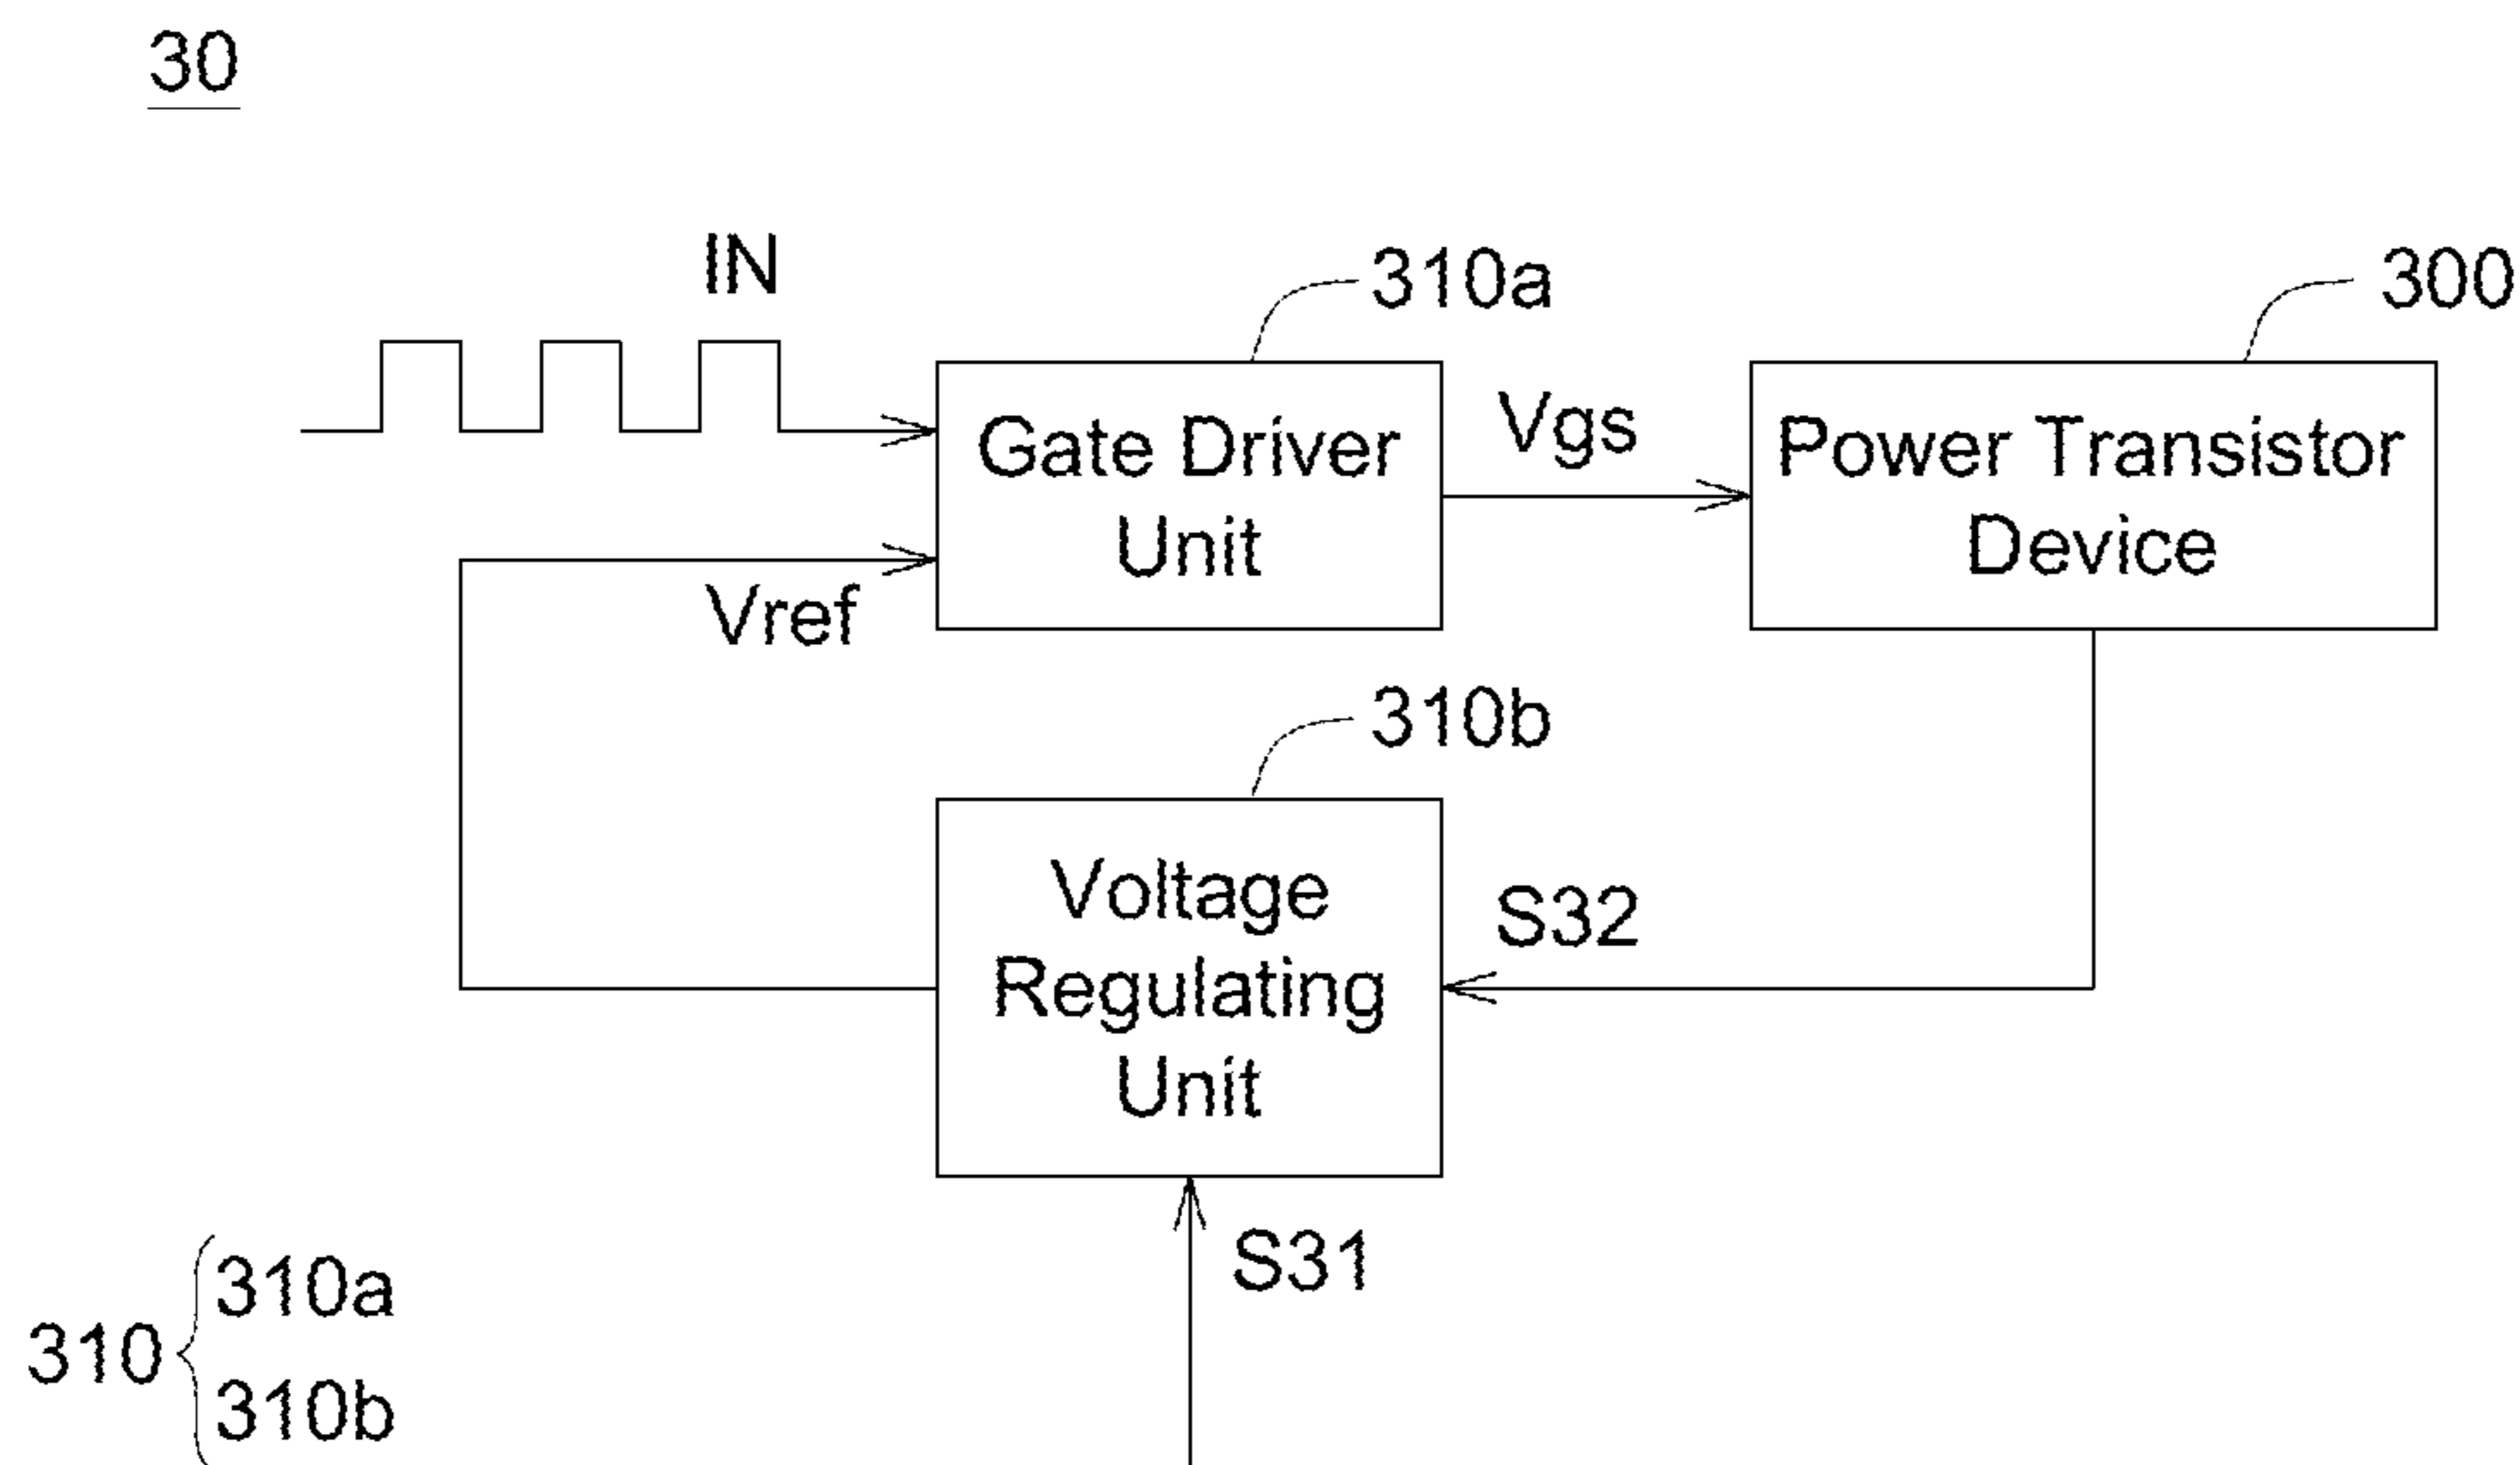 30
IN
310a
300
Gate Driver
Unit
Vgs
Power Transistor
Device
Vref
310b
Voltage
Regulating
Unit
S32
S31
310
310a
310b